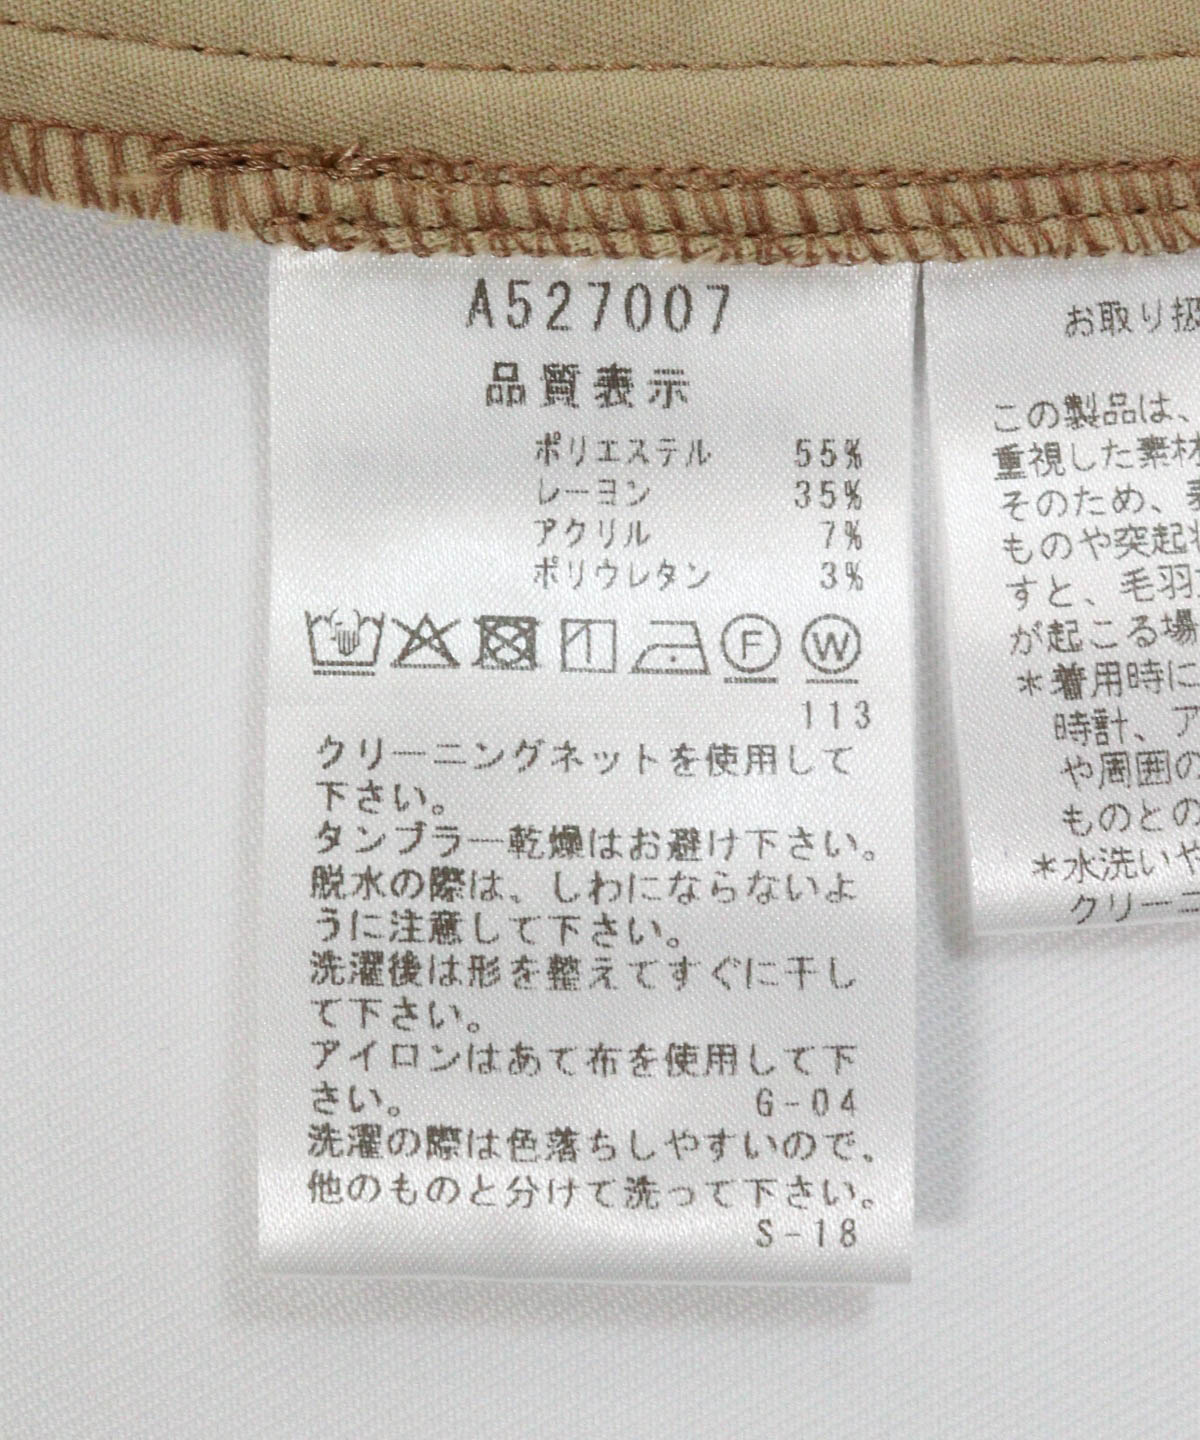 A527007
品質表示
ポリエステル 55%
レーヨン 35%
アクリル 7%
ポリウレタン 3%
F W
113
クリーニングネットを使用して
下さい。
タンブラー乾燥はお避け下さい。
脱水の際は、しわにならないよ
うに注意して下さい。
洗濯後は形を整えてすぐに干し
て下さい。
アイロンはあて布を使用して下
さい。 G-04
洗濯の際は色落ちしやすいので、
他のものと分けて洗って下さい。
S-18
お取り扱
この製品は、
重視した素材
そのため、
ものや突起
すと、毛羽
が起こる場
*着用時に
時計、ア
や周囲の
ものとの
*水洗いや
クリーニ